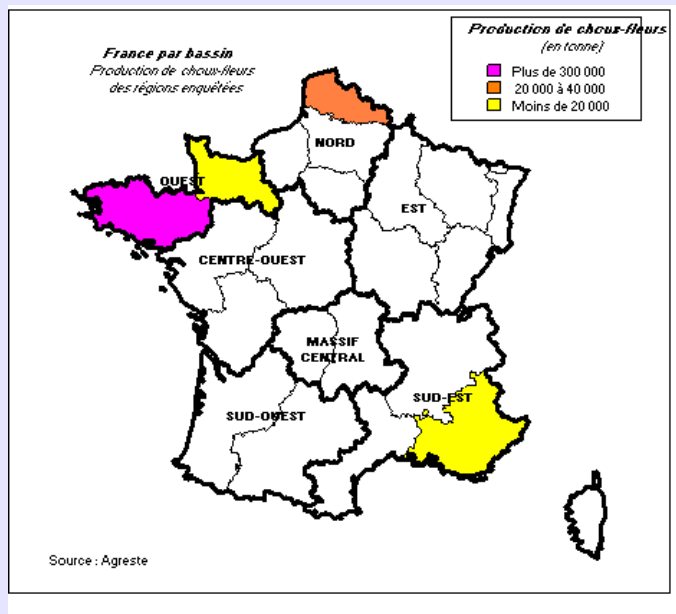 France par bassin
Production de choux-fleurs
des régions enquêtées
Production de choux-fleurs
(en tonne)
Plus de 300 000
20 000 à 40 000
Moins de 20 000
NORD
OUEST
EST
CENTRE-OUEST
MASSIF
CENTRAL
SUD-EST
SUD-OUEST
Source : Agreste